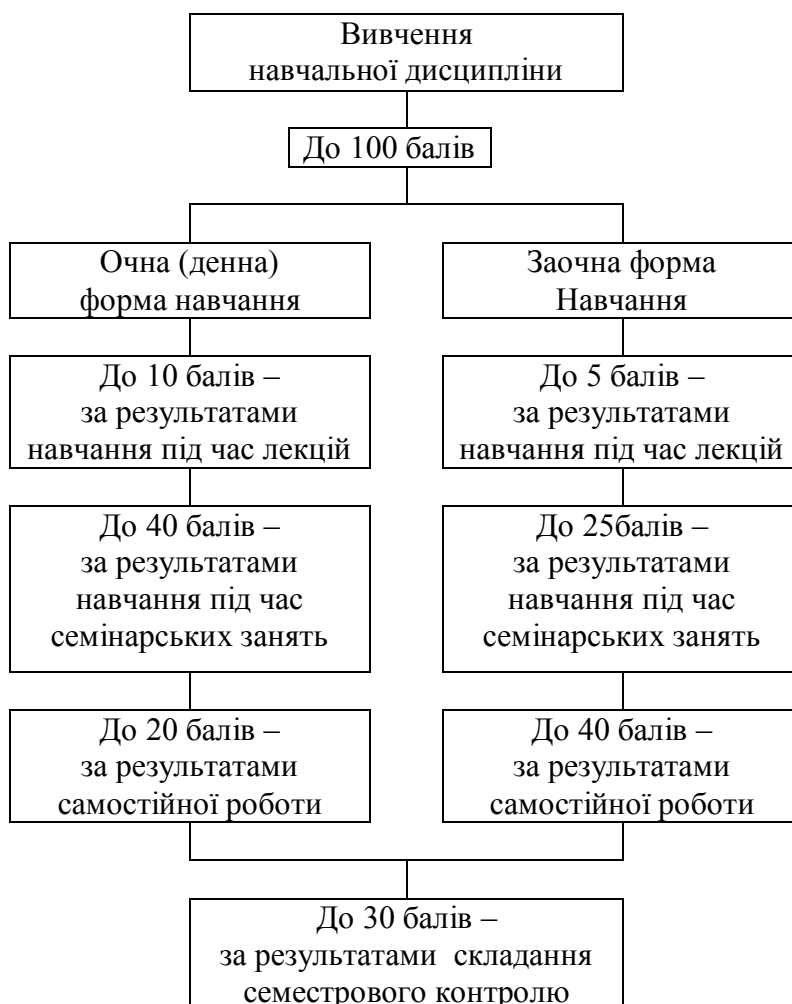 Вивчення
навчальної дисципліни
До 100 балів
Очна (денна)
форма навчання
До 10 балів –
за результатами
навчання під час лекцій
До 40 балів –
за результатами
навчання під час
семінарських занять
До 20 балів –
за результатами
самостійної роботи
Заочна форма
Навчання
До 5 балів –
за результатами
навчання під час лекцій
До 25балів –
за результатами
навчання під час
семінарських занять
До 40 балів –
за результатами
самостійної роботи
До 30 балів –
за результатами складання
семестрового контролю